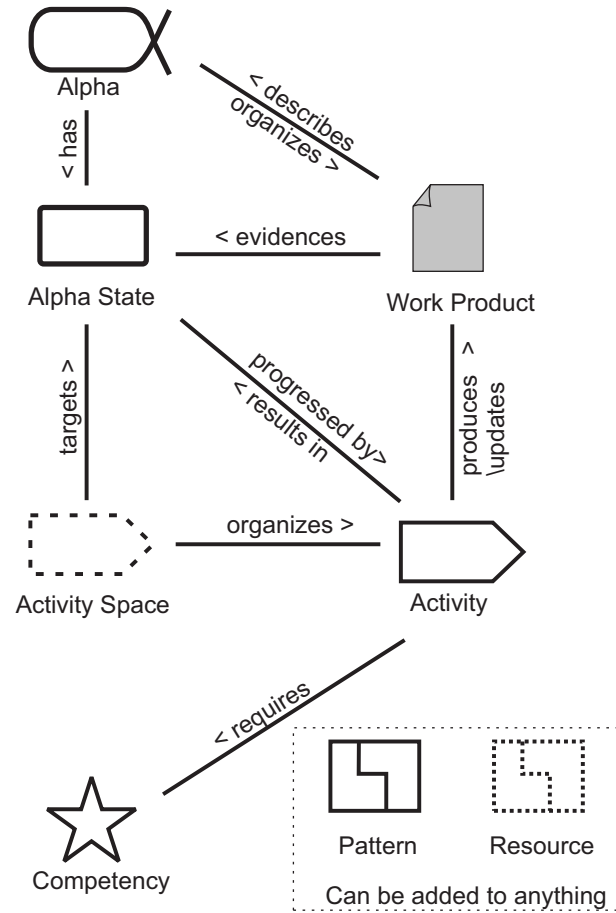 Alpha
< describes
organizes >
< has
Alpha State
< evidences
Work Product
targets >
progressed by>
< results in
produces >
\updates
Activity Space
organizes >
Activity
< requires
Competency
Pattern
Resource
Can be added to anything